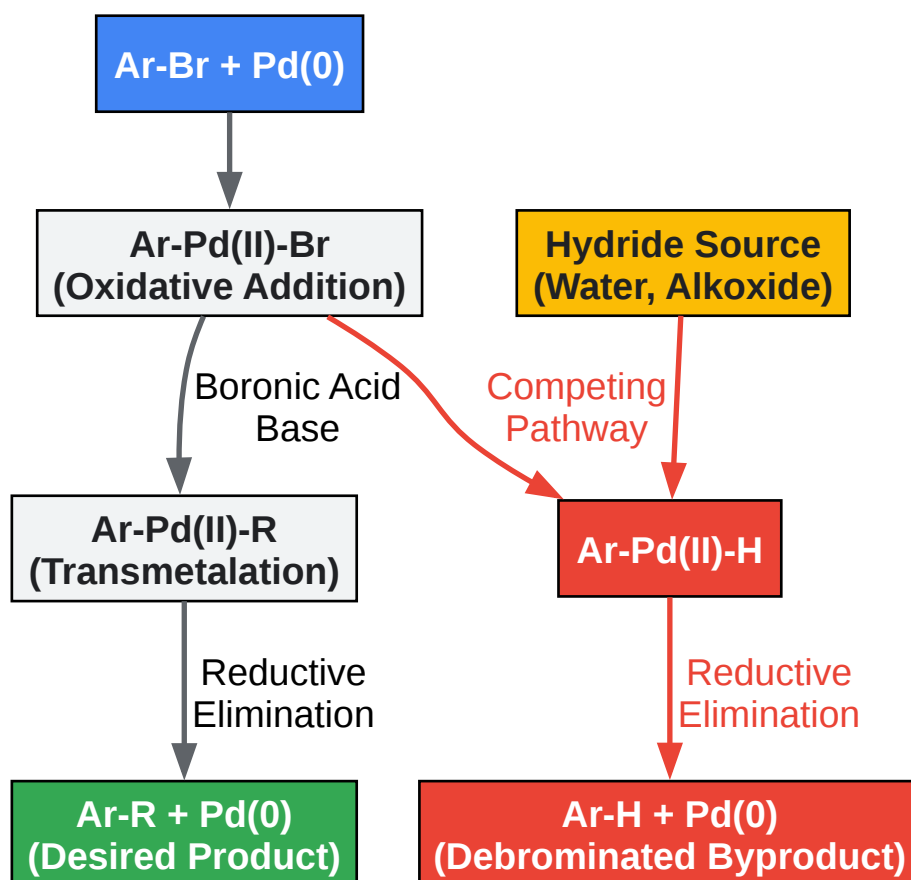 Ar-Br + Pd(0)
Ar-Pd(II)-Br
(Oxidative Addition)
Hydride Source
(Water, Alkoxide)
Boronic Acid
Base
Competing
Pathway
Ar-Pd(II)-R
(Transmetalation)
Ar-Pd(II)-H
Reductive
Elimination
Reductive
Elimination
Ar-R + Pd(0)
(Desired Product)
Ar-H + Pd(0)
(Debrominated Byproduct)